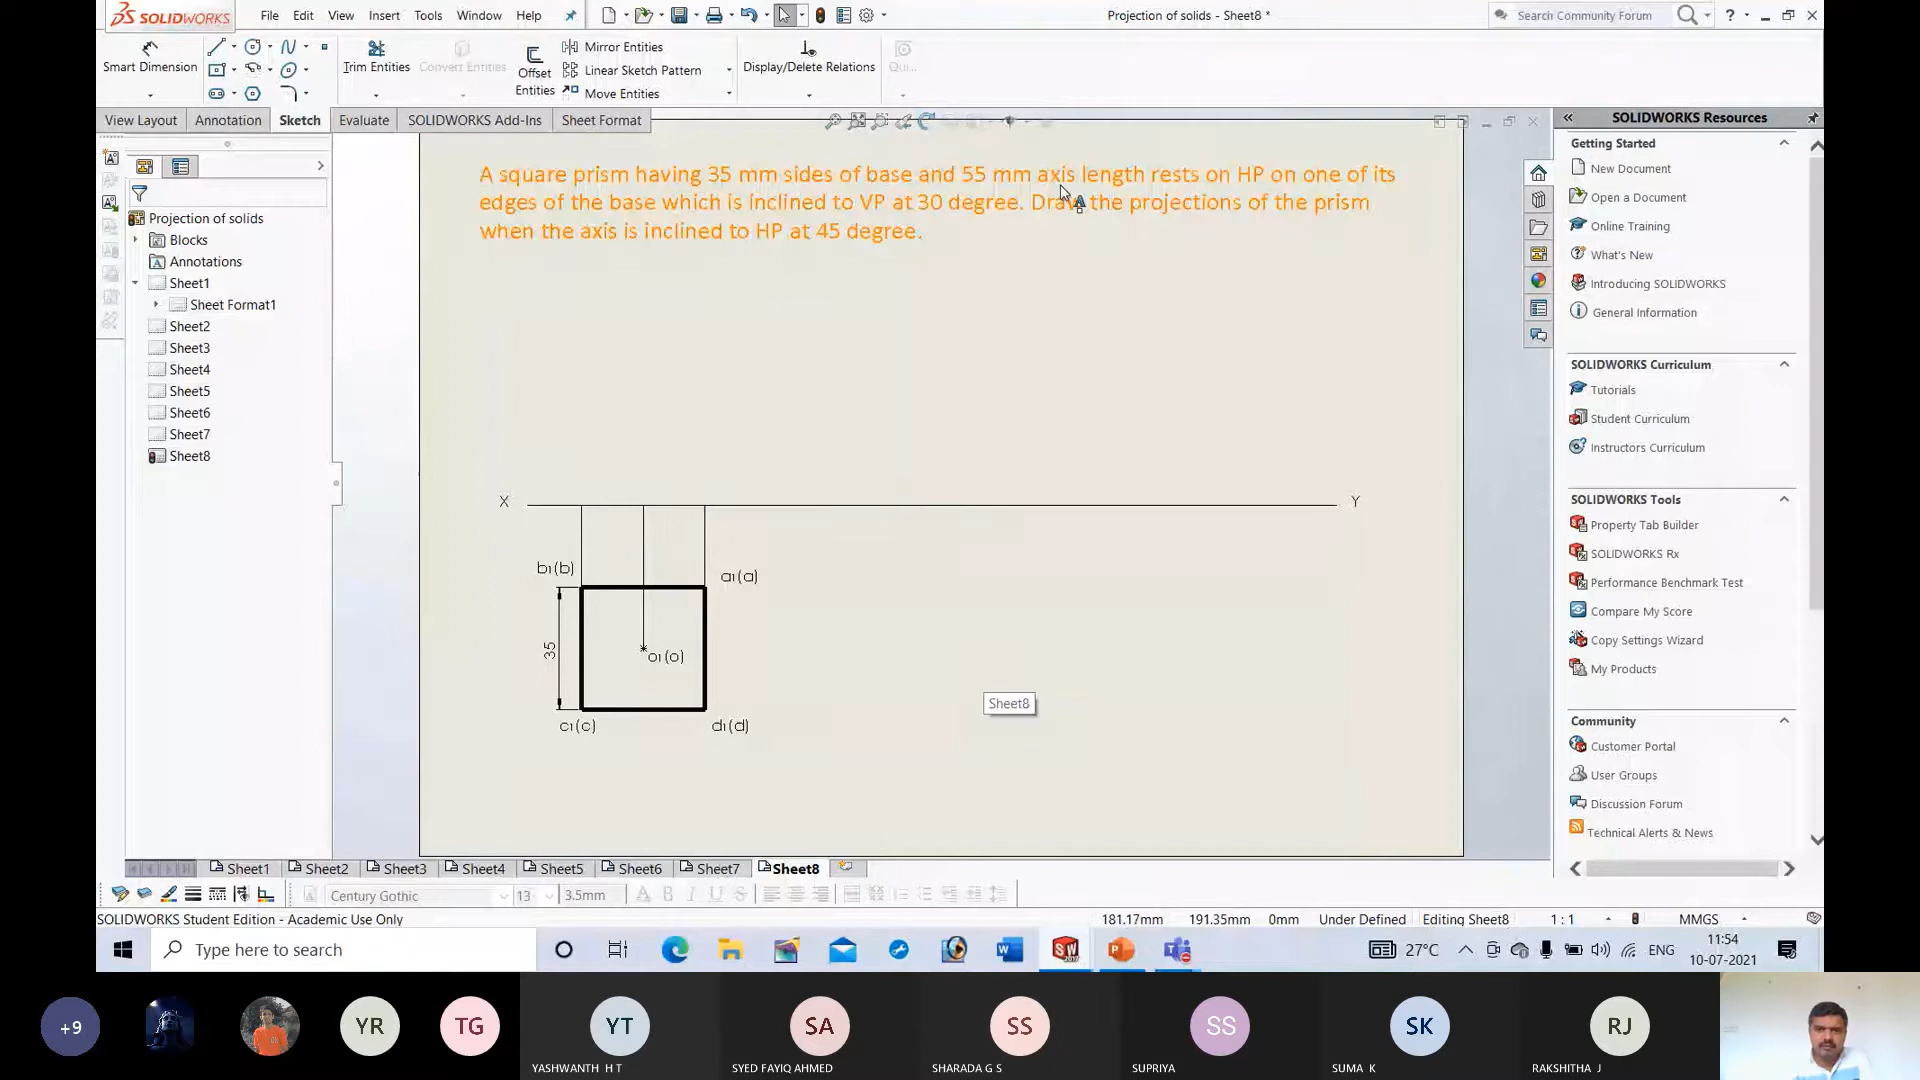 SOLIDWORKS File Edit View Insert Tools Window Help Projection of solids - Sheet8 * Search Community Forum ?
Smart Dimension Trim Entities Convert Entities Offset Entities Mirror Entities Linear Sketch Pattern Move Entities Display/Delete Relations Qui...
View Layout Annotation Sketch Evaluate SOLIDWORKS Add-Ins Sheet Format
Projection of solids
Blocks
Annotations
Sheet1
Sheet Format1
Sheet2
Sheet3
Sheet4
Sheet5
Sheet6
Sheet7
Sheet8
A square prism having 35 mm sides of base and 55 mm axis length rests on HP on one of its
edges of the base which is inclined to VP at 30 degree. Draw the projections of the prism
when the axis is inclined to HP at 45 degree.
X Y
b1(b) a1(a)
35
o1(o)
c1(c) d1(d)
Sheet8
SOLIDWORKS Resources
Getting Started
New Document
Open a Document
Online Training
What's New
Introducing SOLIDWORKS
General Information
SOLIDWORKS Curriculum
Tutorials
Student Curriculum
Instructors Curriculum
SOLIDWORKS Tools
Property Tab Builder
SOLIDWORKS Rx
Performance Benchmark Test
Compare My Score
Copy Settings Wizard
My Products
Community
Customer Portal
User Groups
Discussion Forum
Technical Alerts & News
Sheet1 Sheet2 Sheet3 Sheet4 Sheet5 Sheet6 Sheet7 Sheet8
Century Gothic 13 3.5mm A B I U S
SOLIDWORKS Student Edition - Academic Use Only 181.17mm 191.35mm 0mm Under Defined Editing Sheet8 1 : 1 MMGS
Type here to search 27°C ENG 11:54
10-07-2021
+9 YR TG YT SA SS SS SK RJ
YASHWANTH H T SYED FAYIQ AHMED SHARADA G S SUPRIYA SUMA K RAKSHITHA J